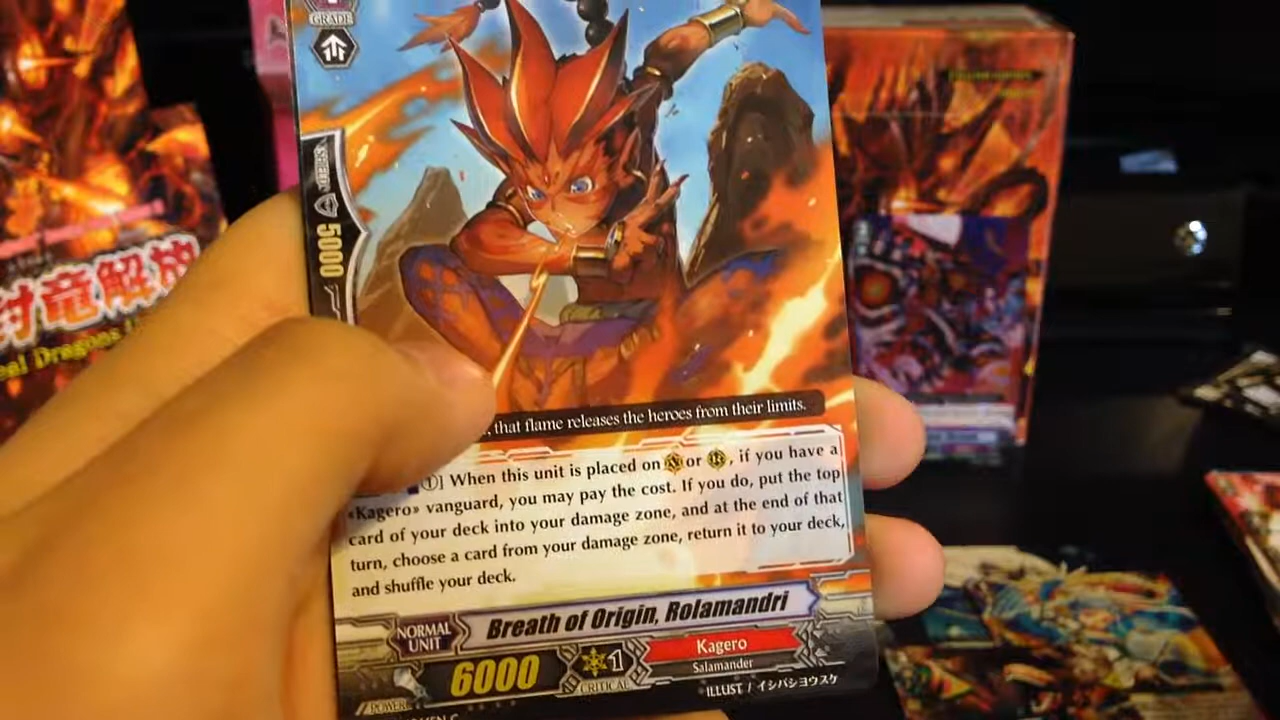 GRADE
SHIELD
5000
封竜解放
eal Dragons
that flame releases the heroes from their limits.
①] When this unit is placed on V or R, if you have a
«Kagero» vanguard, you may pay the cost. If you do, put the top
card of your deck into your damage zone, and at the end of that
turn, choose a card from your damage zone, return it to your deck,
and shuffle your deck.
Breath of Origin, Rolamandri
NORMAL
UNIT
Kagero
6000
1
Salamander
POWER
CRITICAL
ILLUST / イシバシヨウスケ